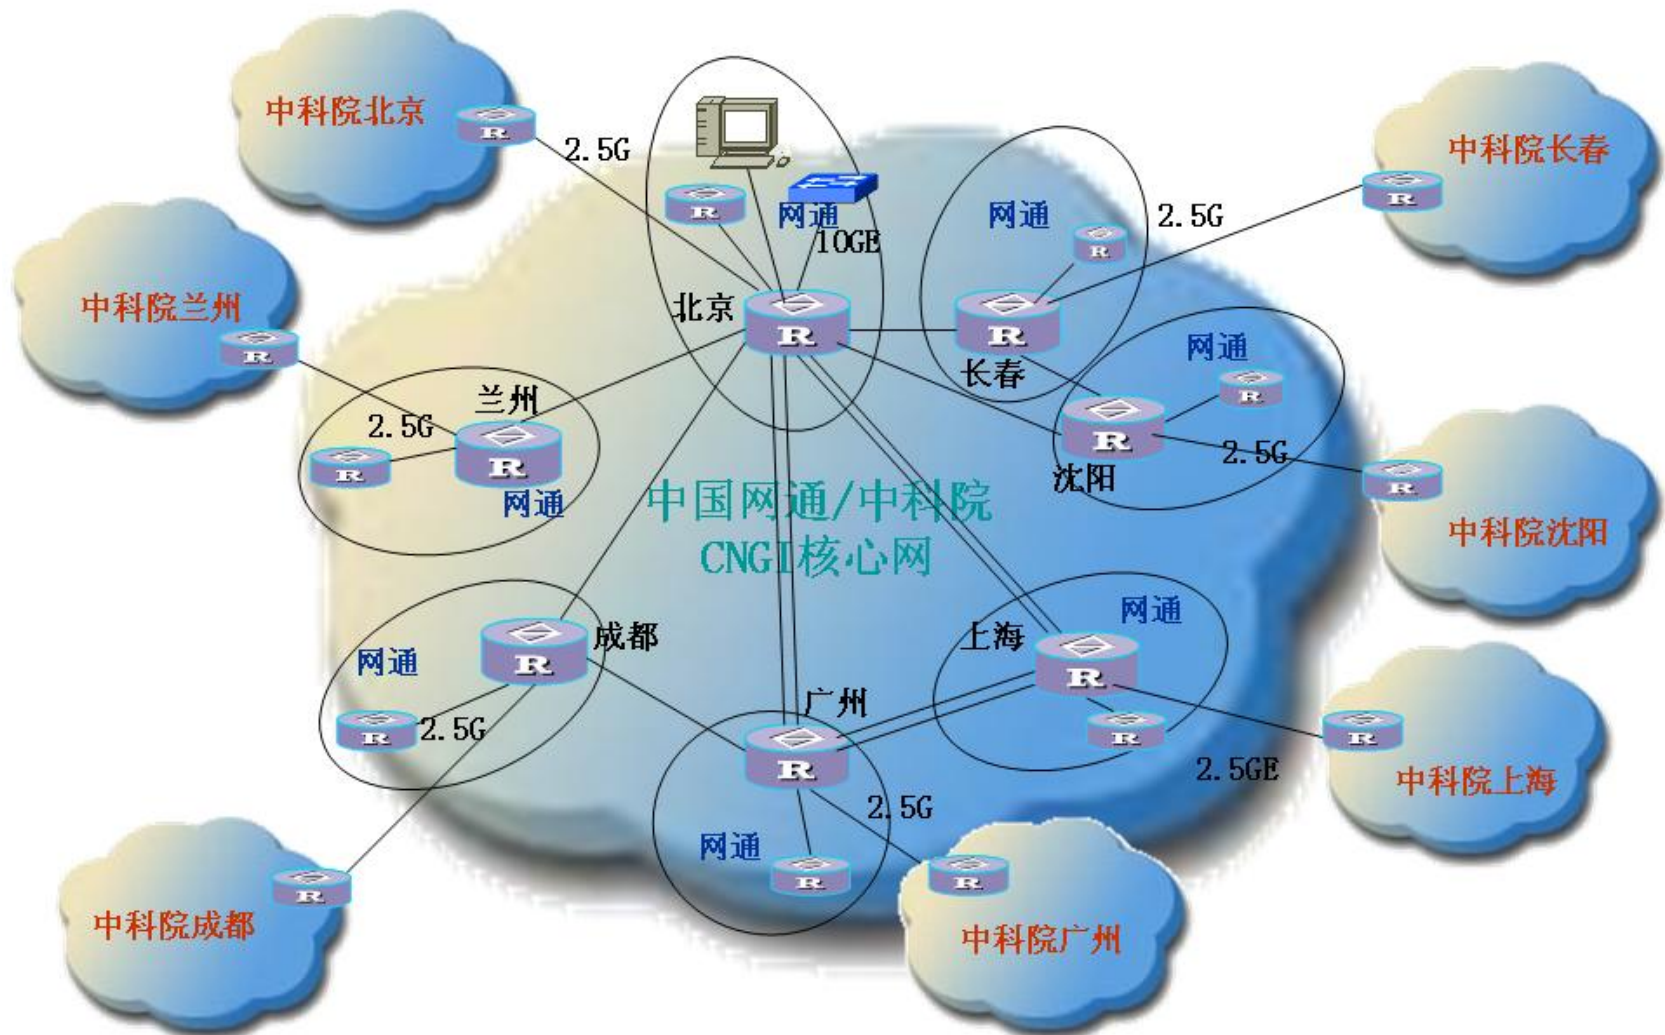 中科院北京
2.5G
中科院长春
R
R
网通
网通
2.5G
R
R
10GE
R
中科院兰州
北京
R
R
网通
R
长春
兰州
R
2.5G
R
2.5G
R
R
沈阳
R
网通
中国网通/中科院
中科院沈阳
CNGI核心网
网通
成都
上海
网通
R
R
广州
2.5G
R
R
R
R
2.5GE
中科院上海
2.5G
网通
R
R
R
中科院成都
中科院广州